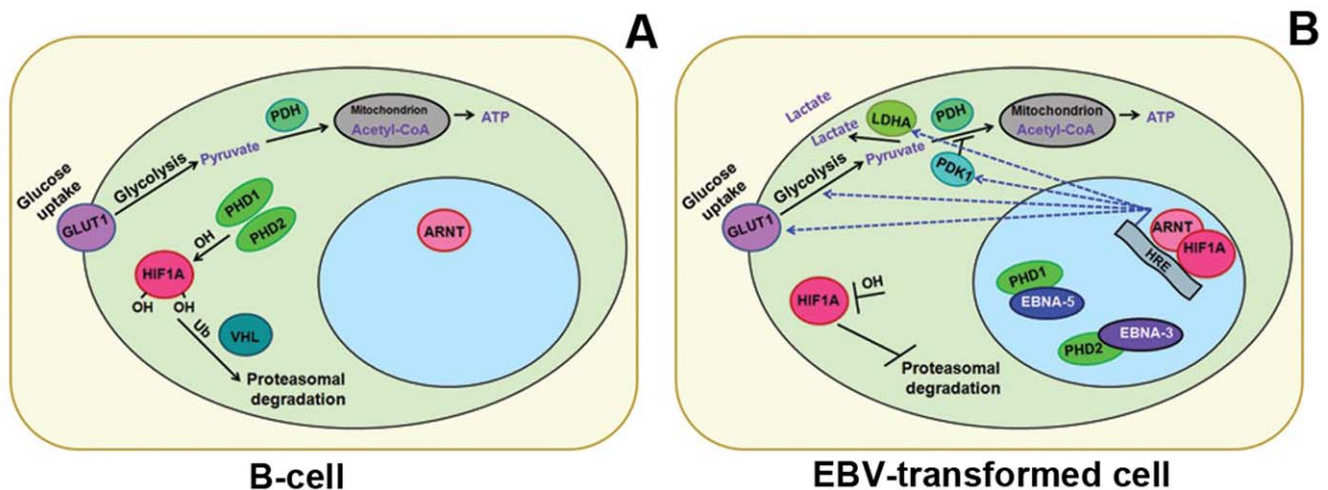 A
PDH
Mitochondrion
Acetyl-CoA
ATP
Pyruvate
Glycolysis
Glucose
uptake
GLUT1
PHD1
PHD2
OH
HIF1A
OH
OH
Ub
VHL
Proteasomal
degradation
ARNT
B-cell
B
Lactate
Lactate
LDHA
PDH
Mitochondrion
Acetyl-CoA
ATP
Pyruvate
PDK1
Glycolysis
Glucose
uptake
GLUT1
ARNT
HIF1A
HRE
PHD1
EBNA-5
PHD2
EBNA-3
HIF1A
OH
Proteasomal
degradation
EBV-transformed cell